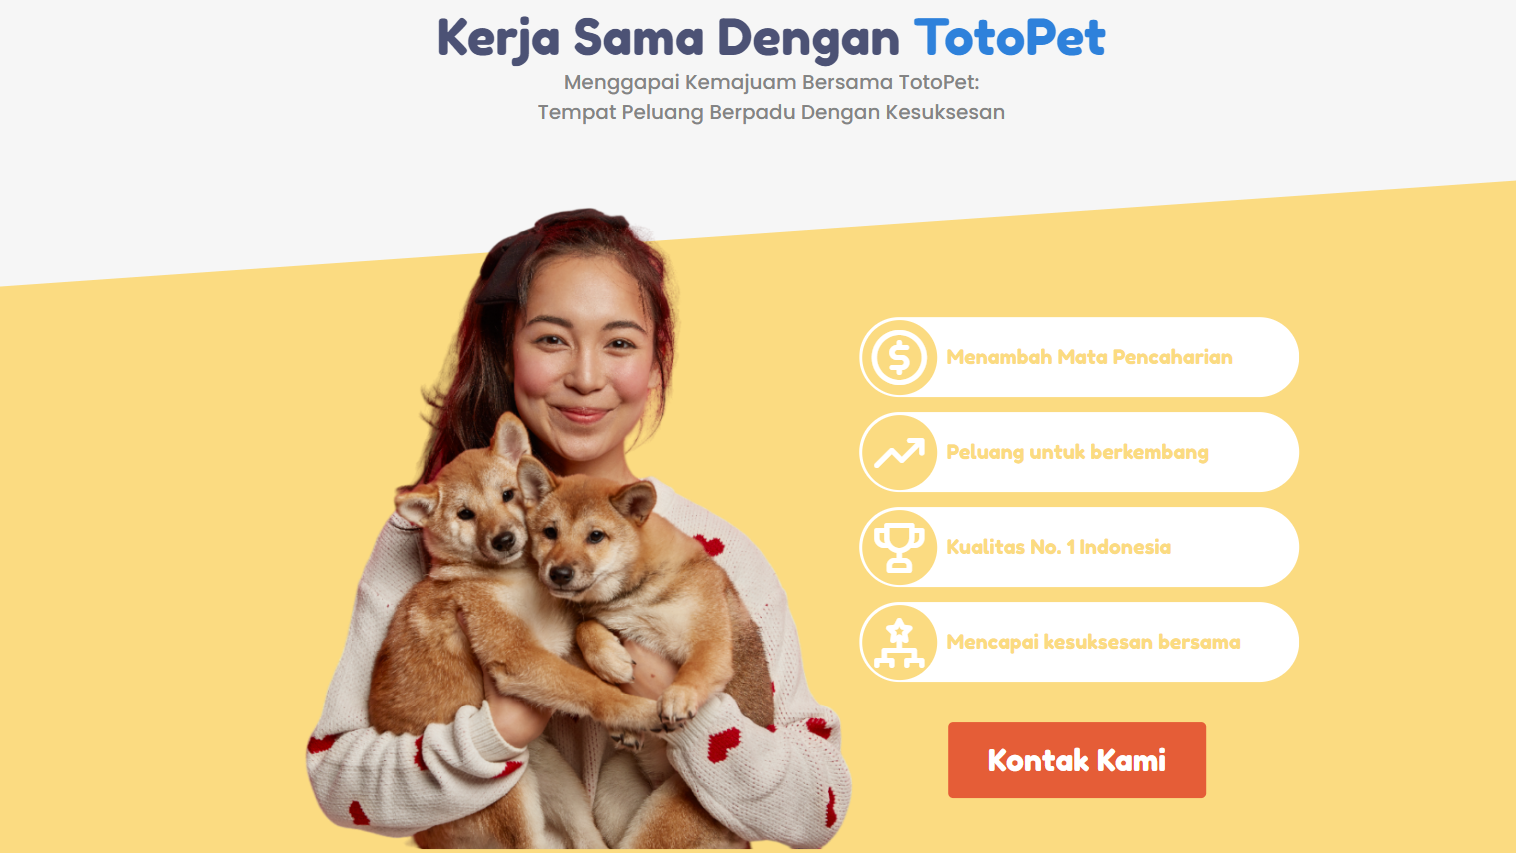 Kerja Sama Dengan TotoPet
Menggapai Kemajuam Bersama TotoPet:
Tempat Peluang Berpadu Dengan Kesuksesan
Menambah Mata Pencaharian
Peluang untuk berkembang
Kualitas No. 1 Indonesia
Mencapai kesuksesan bersama
Kontak Kami